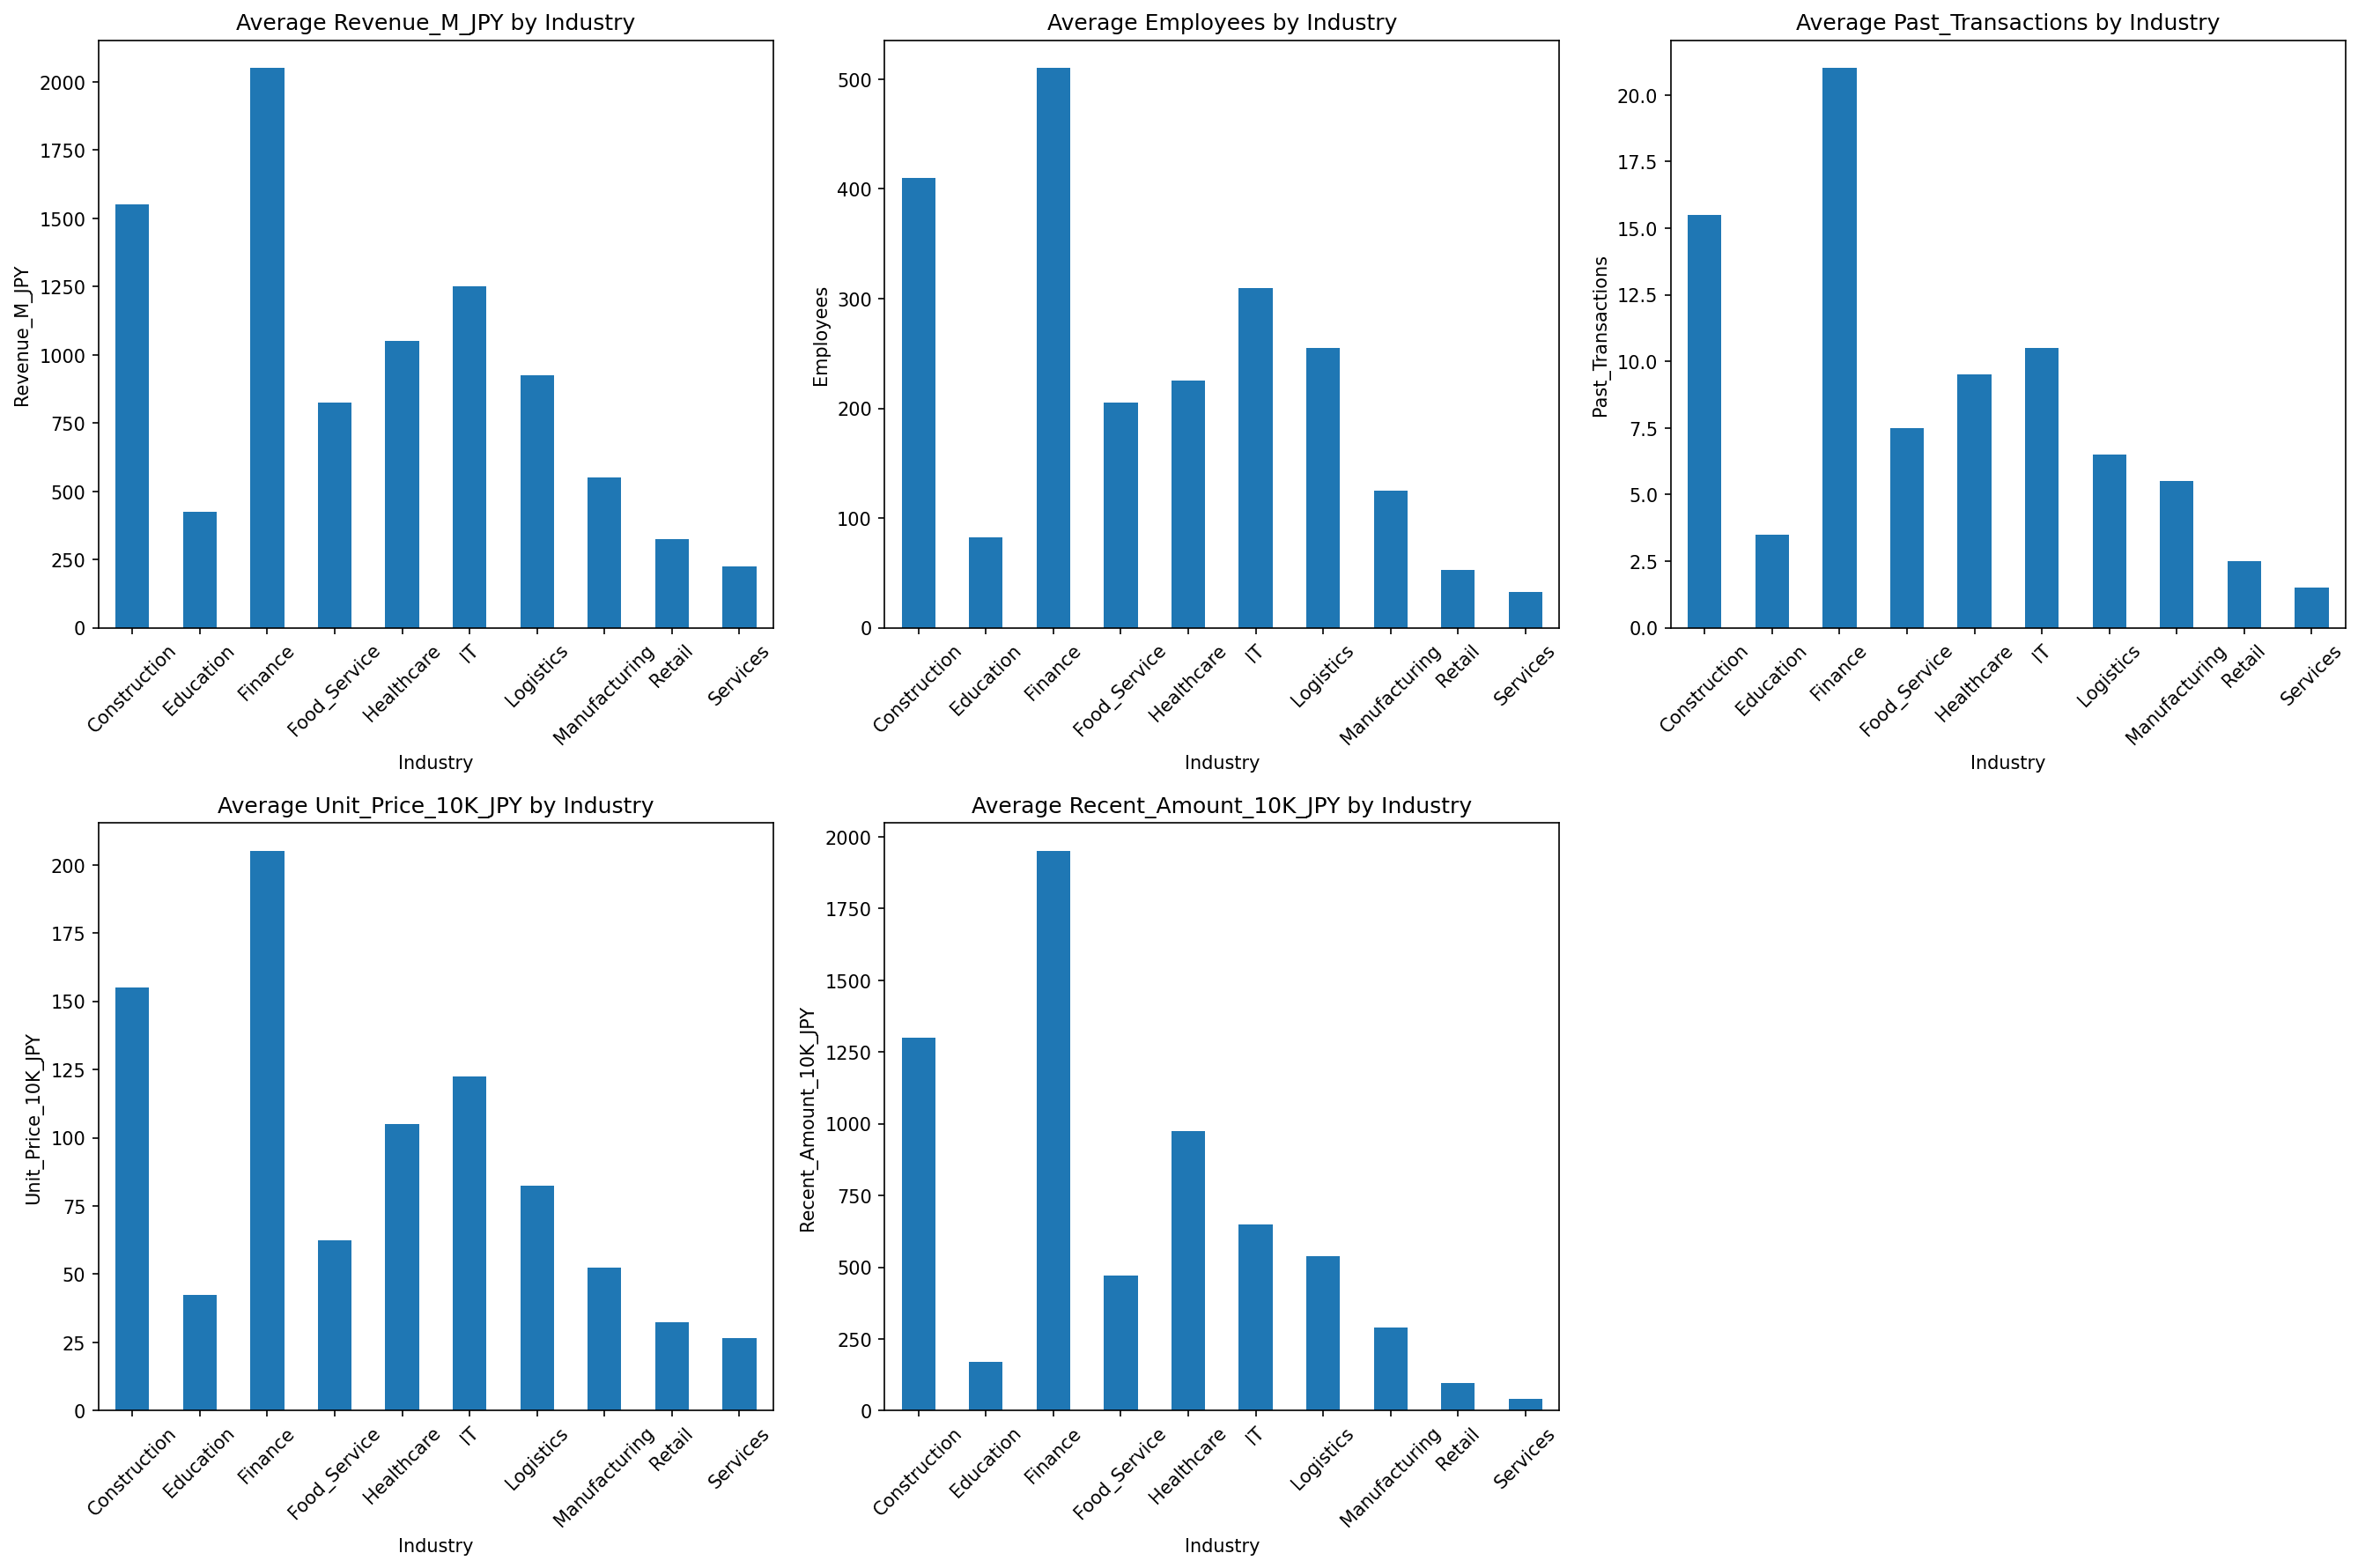 Average Revenue_M_JPY by Industry
Revenue_M_JPY
2000
1750
1500
1250
1000
750
500
250
0
Construction
Education
Finance
Food_Service
Healthcare
IT
Logistics
Manufacturing
Retail
Services
Industry
Average Employees by Industry
Employees
500
400
300
200
100
0
Construction
Education
Finance
Food_Service
Healthcare
IT
Logistics
Manufacturing
Retail
Services
Industry
Average Past_Transactions by Industry
Past_Transactions
20.0
17.5
15.0
12.5
10.0
7.5
5.0
2.5
0.0
Construction
Education
Finance
Food_Service
Healthcare
IT
Logistics
Manufacturing
Retail
Services
Industry
Average Unit_Price_10K_JPY by Industry
Unit_Price_10K_JPY
200
175
150
125
100
75
50
25
0
Construction
Education
Finance
Food_Service
Healthcare
IT
Logistics
Manufacturing
Retail
Services
Industry
Average Recent_Amount_10K_JPY by Industry
Recent_Amount_10K_JPY
2000
1750
1500
1250
1000
750
500
250
0
Construction
Education
Finance
Food_Service
Healthcare
IT
Logistics
Manufacturing
Retail
Services
Industry